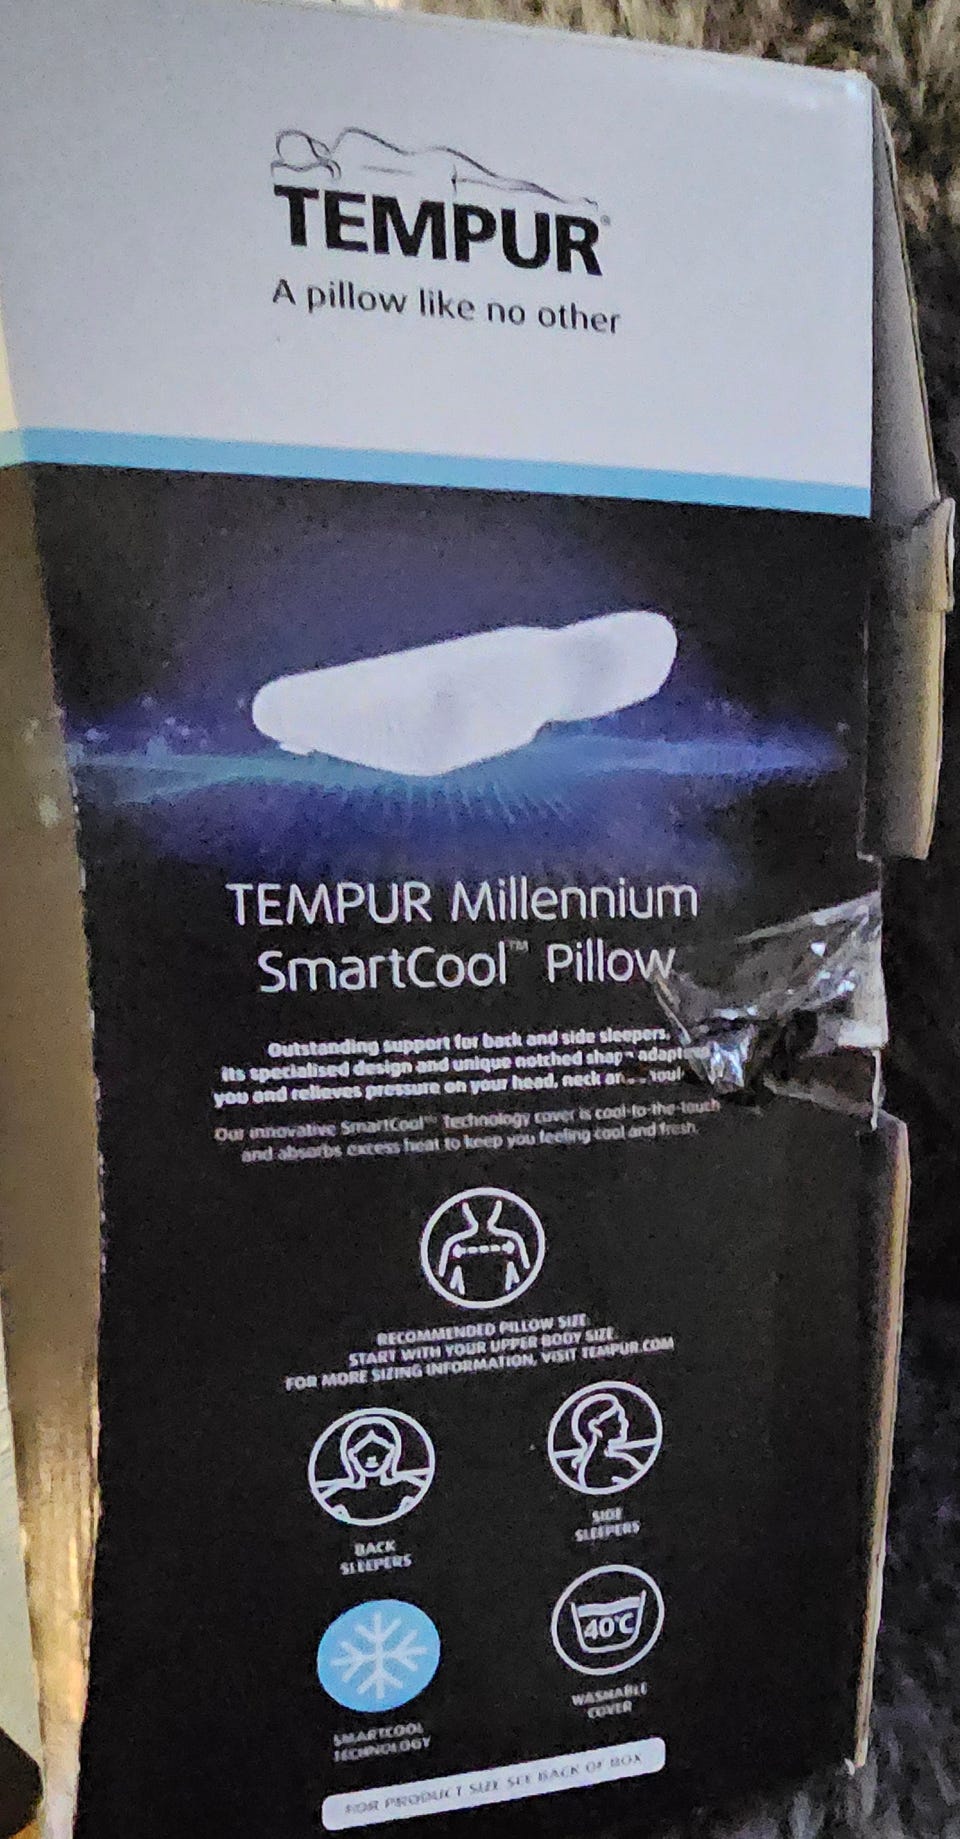 TEMPUR®
A pillow like no other
TEMPUR Millennium
SmartCool™ Pillow
Outstanding support for back and side sleepers.
Its specialised design and unique notched shap adapt
you and relieves pressure on your head, neck
Our innovative SmartCool™ Technology cover is cool-to-the-touch
and absorbs excess heat to keep you feeling cool and fresh.
RECOMMENDED PILLOW SIZE
START WITH YOUR UPPER BODY SIZE.
FOR MORE SIZING INFORMATION, VISIT TEMPUR.COM
BACK
SLEEPERS
SIDE
SLEEPERS
40°C
SMARTCOOL
TECHNOLOGY
WASHABLE
COVER
FOR PRODUCT SIZE SEE BACK OF BOX